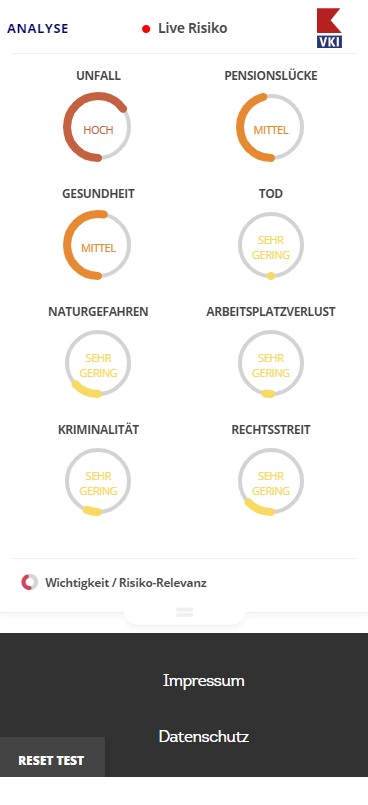 ANALYSE
Live Risiko
VKI
UNFALL
HOCH
PENSIONSLÜCKE
MITTEL
GESUNDHEIT
MITTEL
TOD
SEHR
GERING
NATURGEFAHREN
SEHR
GERING
ARBEITSPLATZVERLUST
SEHR
GERING
KRIMINALITÄT
SEHR
GERING
RECHTSSTREIT
SEHR
GERING
Wichtigkeit / Risiko-Relevanz
Impressum
Datenschutz
RESET TEST